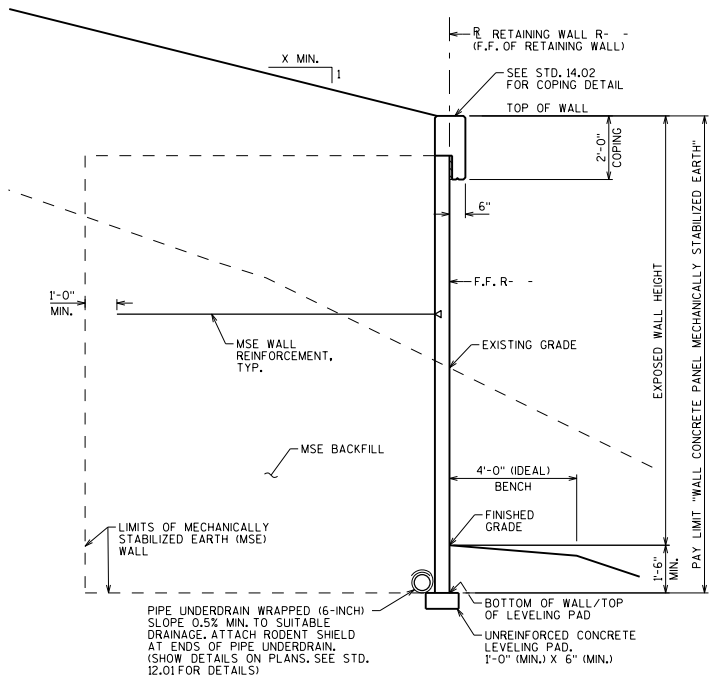 R RETAINING WALL R- -
(F.F. OF RETAINING WALL)
X MIN.
1
SEE STD. 14.02
FOR COPING DETAIL
TOP OF WALL
2'-0"
COPING
6"
F.F. R- -
1'-0"
MIN.
MSE WALL
REINFORCEMENT,
TYP.
EXISTING GRADE
EXPOSED WALL HEIGHT
PAY LIMIT "WALL CONCRETE PANEL MECHANICALLY STABILIZED EARTH"
MSE BACKFILL
4'-0" (IDEAL)
BENCH
LIMITS OF MECHANICALLY
STABILIZED EARTH (MSE)
WALL
FINISHED
GRADE
1'-6"
MIN.
PIPE UNDERDRAIN WRAPPED (6-INCH)
SLOPE 0.5% MIN. TO SUITABLE
DRAINAGE. ATTACH RODENT SHIELD
AT ENDS OF PIPE UNDERDRAIN.
(SHOW DETAILS ON PLANS. SEE STD.
12.01 FOR DETAILS)
BOTTOM OF WALL/TOP
OF LEVELING PAD
UNREINFORCED CONCRETE
LEVELING PAD.
1'-0" (MIN.) X 6" (MIN.)